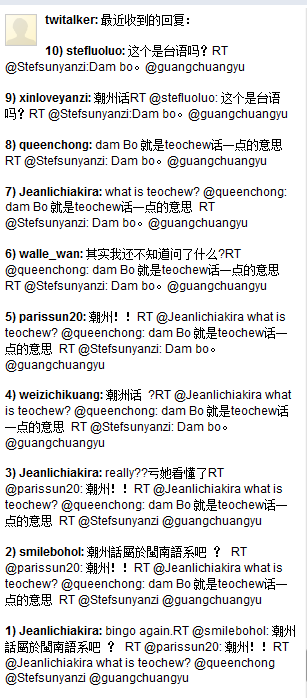 twitalker: 最近收到的回复:
10) stefluoluo: 这个是台语吗？RT
@Stefsunyanzi:Dam bo。@guangchuangyu
9) xinloveyanzi: 潮州话RT @stefluoluo: 这个是台
语吗？RT @Stefsunyanzi:Dam bo。@guangchuangyu
8) queenchong: dam Bo 就是teochew话一点的意思
RT @Stefsunyanzi: Dam bo。@guangchuangyu
7) Jeanlichiakira: what is teochew? @queenchong:
dam Bo 就是teochew话一点的意思 RT
@Stefsunyanzi: Dam bo。@guangchuangyu
6) walle_wan: 其实我还不知道问了什么?RT
@queenchong: dam Bo 就是teochew话一点的意思
RT @Stefsunyanzi: Dam bo。@guangchuangyu
5) parissun20: 潮州！！RT @Jeanlichiakira what is
teochew? @queenchong: dam Bo 就是teochew话一
点的意思 RT @Stefsunyanzi: Dam bo。
@guangchuangyu
4) weizichikuang: 潮洲话 ?RT @Jeanlichiakira what
is teochew? @queenchong: dam Bo 就是teochew话
一点的意思 RT @Stefsunyanzi: Dam bo。
@guangchuangyu
3) Jeanlichiakira: really??亏她看懂了RT
@parissun20: 潮州！！RT @Jeanlichiakira what is
teochew? @queenchong: dam Bo 就是teochew话一
点的意思 RT @Stefsunyanzi @guangchuangyu
2) smilebohol: 潮州話屬於閩南語系吧 ？ RT
@parissun20: 潮州！！RT @Jeanlichiakira what is
teochew? @queenchong: dam Bo 就是teochew话一
点的意思 RT @Stefsunyanzi @guangchuangyu
1) Jeanlichiakira: bingo again.RT @smilebohol: 潮州
話屬於閩南語系吧 ？ RT @parissun20: 潮州！！RT
@Jeanlichiakira what is teochew? @queenchong
@Stefsunyanzi @guangchuangyu